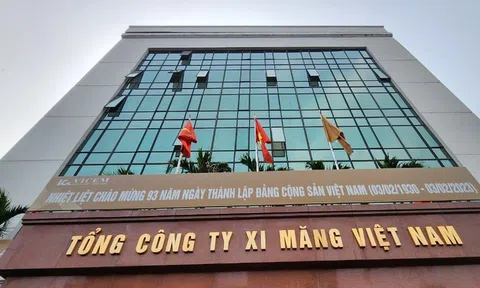 VICEM
NHIỆT LIỆT CHÀO MỪNG 93 NĂM NGÀY THÀNH LẬP ĐẢNG CỘNG SẢN VIỆT NAM (03/02/1930 - 03/02/2023)
TỔNG CÔNG TY XI MĂNG VIỆT NAM